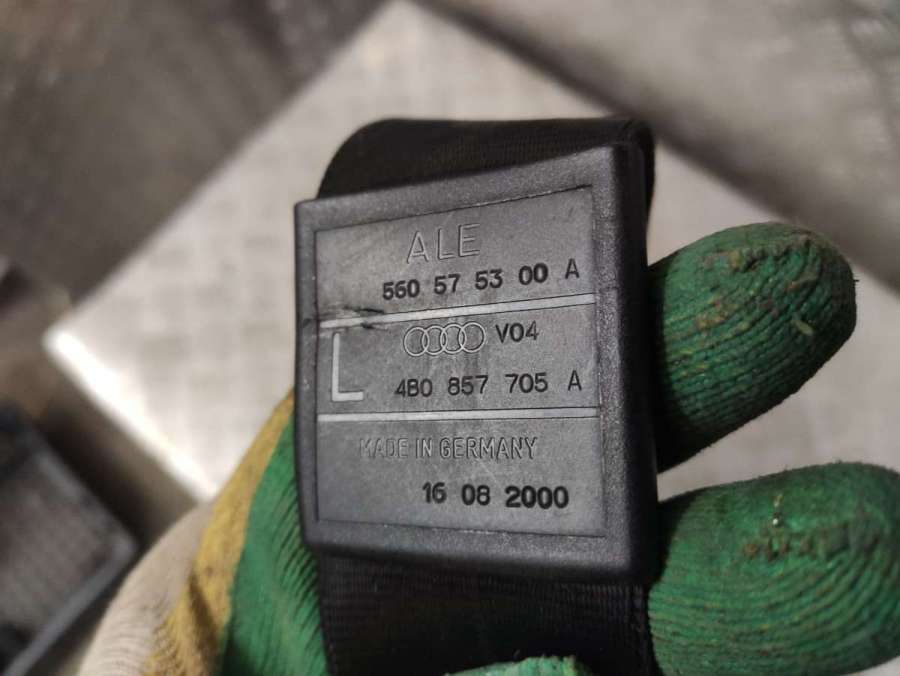 ALE
560 57 53 00 A
L
V04
4B0 857 705 A
MADE IN GERMANY
16 08 2000